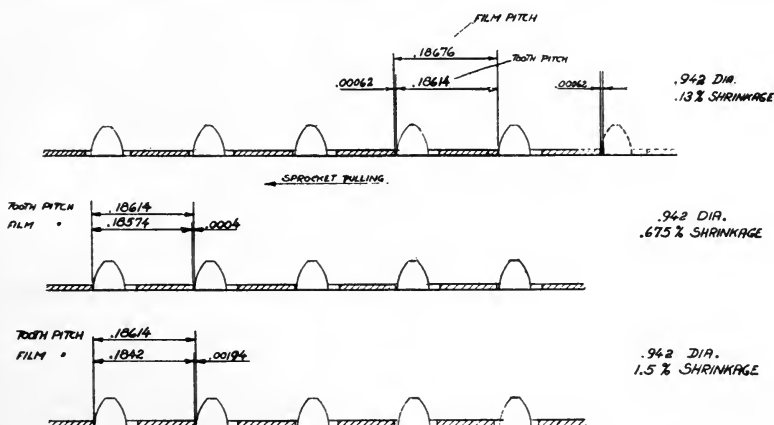 FILM PITCH
.18676
TOOTH PITCH
.00062
.18614
.00062
.942 DIA.
.13% SHRINKAGE
SPROCKET PULLING
TOOTH PITCH
.18614
FILM "
.18574
.0004
.942 DIA.
.675% SHRINKAGE
TOOTH PITCH
.18614
FILM "
.1842
.00194
.942 DIA.
1.5% SHRINKAGE